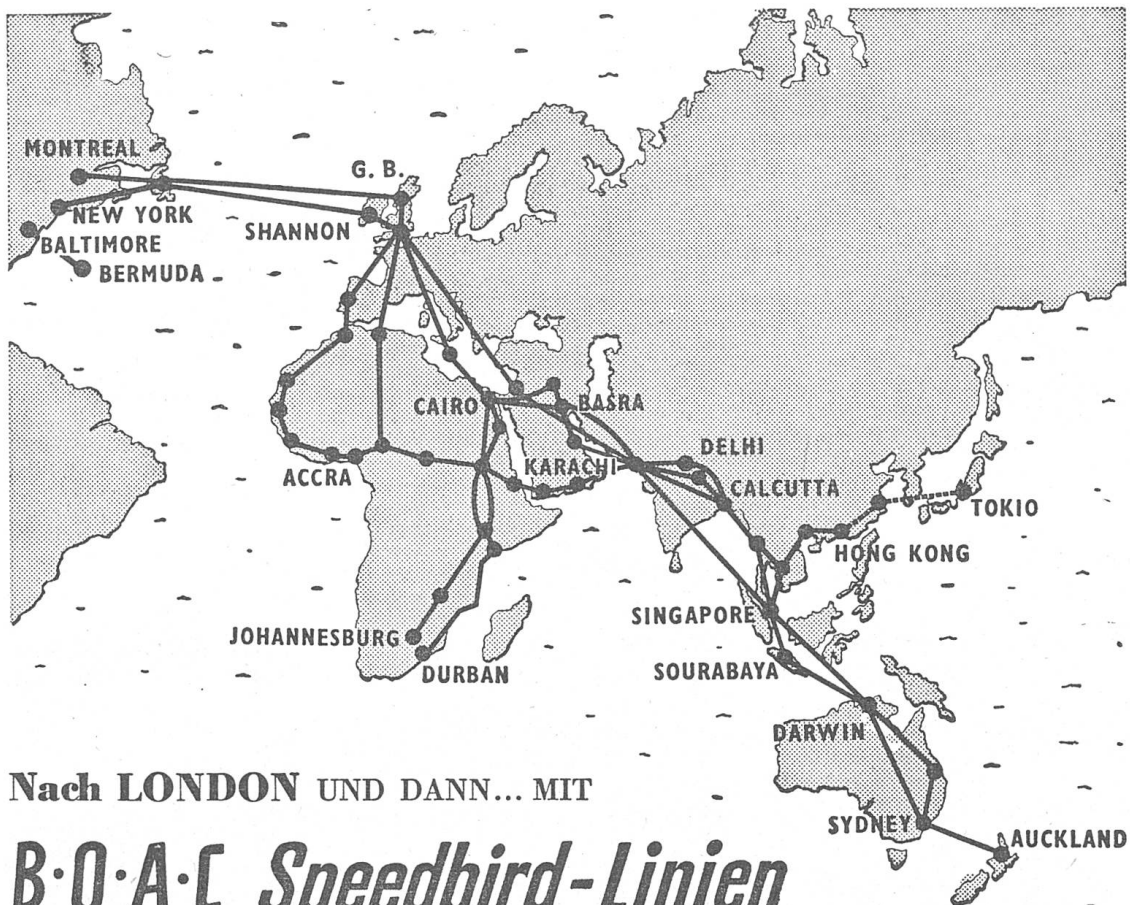 MONTREAL
G. B.
NEW YORK
SHANNON
BALTIMORE
BERMUDA
CAIRO
BASRA
DELHI
ACCRA
KARACHI
CALCUTTA
TOKIO
HONG KONG
SINGAPORE
JOHANNESBURG
DURBAN
SOURABAYA
DARWIN
SYDNEY
AUCKLAND
Nach LONDON UND DANN... MIT
B·O·A·C Speedbird-Linien